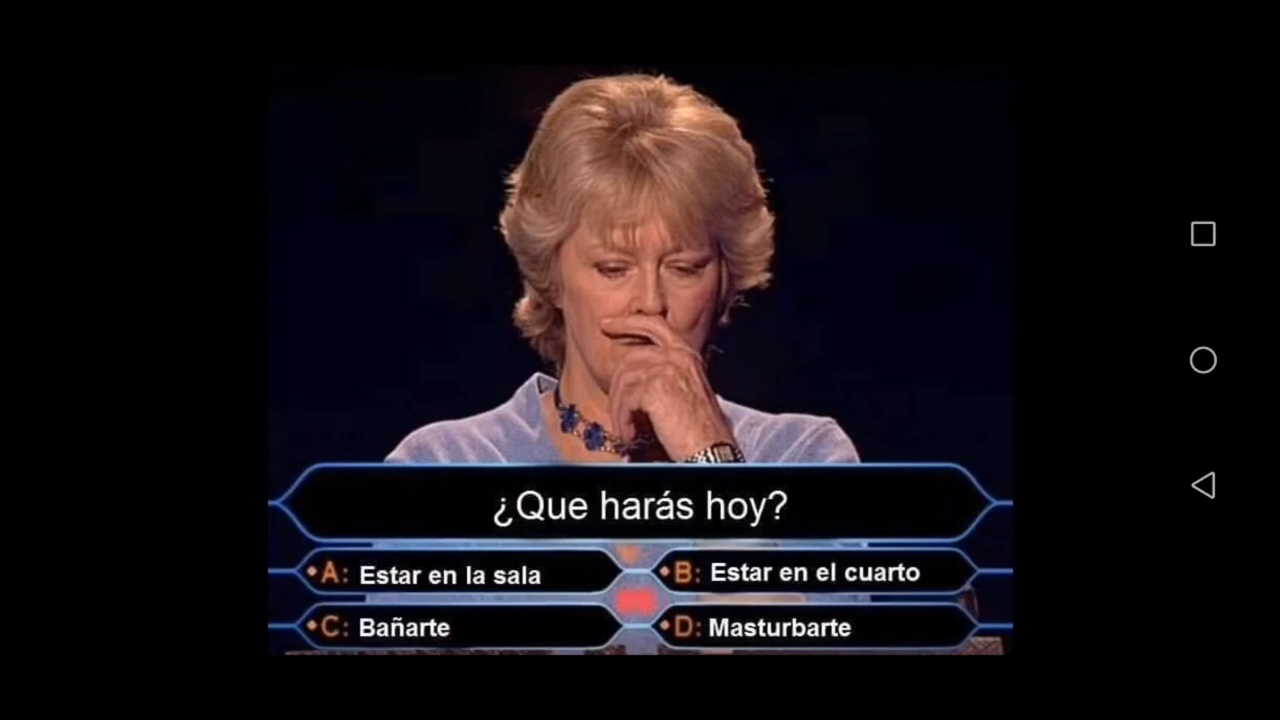 ¿Que harás hoy?
A: Estar en la sala
B: Estar en el cuarto
C: Bañarte
D: Masturbarte